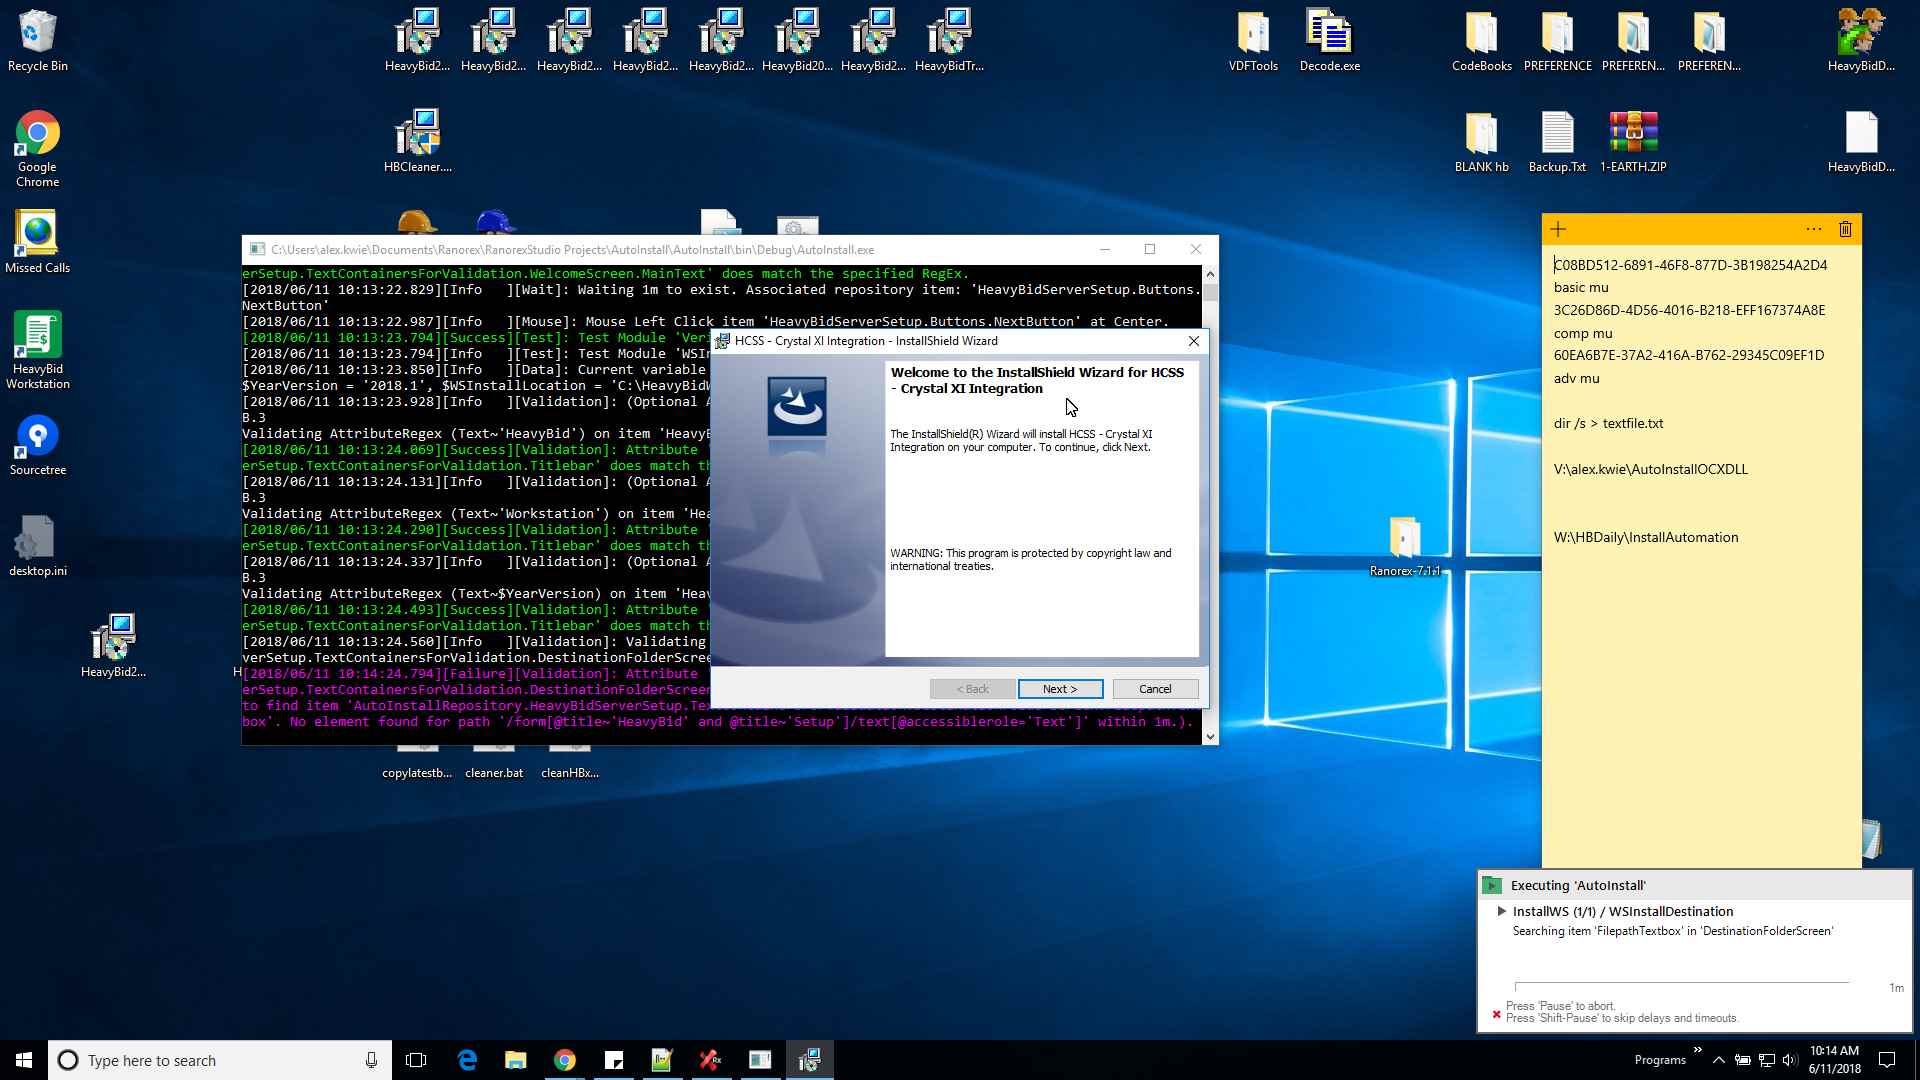 Recycle Bin
HeavyBid2...
HeavyBid2...
HeavyBid2...
HeavyBid2...
HeavyBid2...
HeavyBid20...
HeavyBid2...
HeavyBidTr...
VDFTools
Decode.exe
CodeBooks
PREFERENCE
PREFEREN...
PREFEREN...
HeavyBidD...
Google
Chrome
HBCleaner....
BLANK hb
Backup.Txt
1-EARTH.ZIP
HeavyBidD...
Missed Calls
HeavyBid
Workstation
Sourcetree
desktop.ini
HeavyBid2...
C:\Users\alex.kwie\Documents\Ranorex\RanorexStudio Projects\AutoInstall\AutoInstall\bin\Debug\AutoInstall.exe
erSetup.TextContainersForValidation.WelcomeScreen.MainText' does match the specified RegEx.
[2018/06/11 10:13:22.829][Info   ][Wait]: Waiting 1m to exist. Associated repository item: 'HeavyBidServerSetup.Buttons.
NextButton'
[2018/06/11 10:13:22.987][Info   ][Mouse]: Mouse Left Click item 'HeavyBidServerSetup.Buttons.NextButton' at Center.
[2018/06/11 10:13:23.794][Success][Test]: Test Module 'Veri
[2018/06/11 10:13:23.794][Info   ][Test]: Test Module 'WSIn
[2018/06/11 10:13:23.850][Info   ][Data]: Current variable
$YearVersion = '2018.1', $WSInstallLocation = 'C:\HeavyBidW
[2018/06/11 10:13:23.928][Info   ][Validation]: (Optional A
B.3
Validating AttributeRegex (Text~'HeavyBid') on item 'HeavyB
[2018/06/11 10:13:24.069][Success][Validation]: Attribute '
erSetup.TextContainersForValidation.Titlebar' does match th
[2018/06/11 10:13:24.131][Info   ][Validation]: (Optional A
B.3
Validating AttributeRegex (Text~'Workstation') on item 'Hea
[2018/06/11 10:13:24.290][Success][Validation]: Attribute '
erSetup.TextContainersForValidation.Titlebar' does match th
[2018/06/11 10:13:24.337][Info   ][Validation]: (Optional A
B.3
Validating AttributeRegex (Text~$YearVersion) on item 'Heav
[2018/06/11 10:13:24.493][Success][Validation]: Attribute '
erSetup.TextContainersForValidation.Titlebar' does match th
[2018/06/11 10:13:24.560][Info   ][Validation]: Validating
verSetup.TextContainersForValidation.DestinationFolderScree
[2018/06/11 10:14:24.794][Failure][Validation]: Attribute
erSetup.TextContainersForValidation.DestinationFolderScreen
to find item 'AutoInstallRepository.HeavyBidServerSetup.Tex
box'. No element found for path '/form[@title~'HeavyBid' and @title~'Setup']/text[@accessiblerole='Text']' within 1m.).
HCSS - Crystal XI Integration - InstallShield Wizard
Welcome to the InstallShield Wizard for HCSS
- Crystal XI Integration
The InstallShield(R) Wizard will install HCSS - Crystal XI
Integration on your computer. To continue, click Next.
WARNING: This program is protected by copyright law and
international treaties.
< Back
Next >
Cancel
copylatestb...
cleaner.bat
cleanHBx...
Ranorex-7.1.1
C08BD512-6891-46F8-877D-3B198254A2D4
basic mu
3C26D86D-4D56-4016-B218-EFF167374A8E
comp mu
60EA6B7E-37A2-416A-B762-29345C09EF1D
adv mu
dir /s > textfile.txt
V:\alex.kwie\AutoInstallOCXDLL
W:\HBDaily\InstallAutomation
Executing 'AutoInstall'
InstallWS (1/1) / WSInstallDestination
Searching item 'FilepathTextbox' in 'DestinationFolderScreen'
1m
Press 'Pause' to abort.
Press 'Shift-Pause' to skip delays and timeouts.
Type here to search
Programs
10:14 AM
6/11/2018